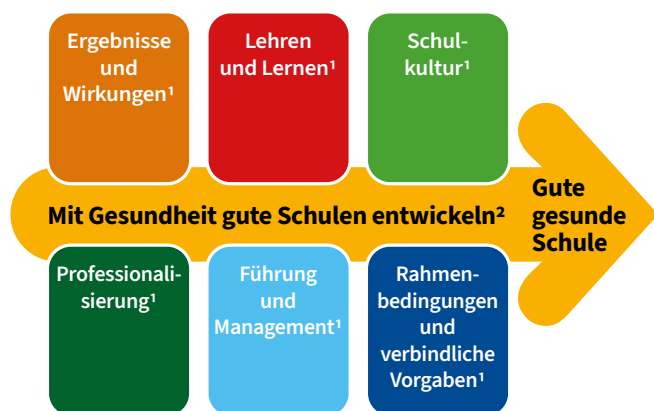 Ergebnisse
und
Wirkungen¹
Lehren
und Lernen¹
Schul-
kultur¹
Mit Gesundheit gute Schulen entwickeln²
Gute
gesunde
Schule
Professionali-
sierung¹
Führung
und
Management¹
Rahmen-
bedingungen
und
verbindliche
Vorgaben¹